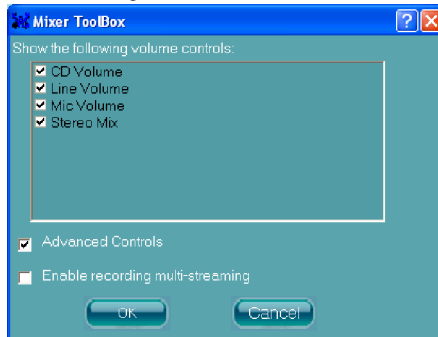 Mixer ToolBox
Show the following volume controls:
CD Volume
Line Volume
Mic Volume
Stereo Mix
Advanced Controls
Enable recording multi-streaming
OK
Cancel